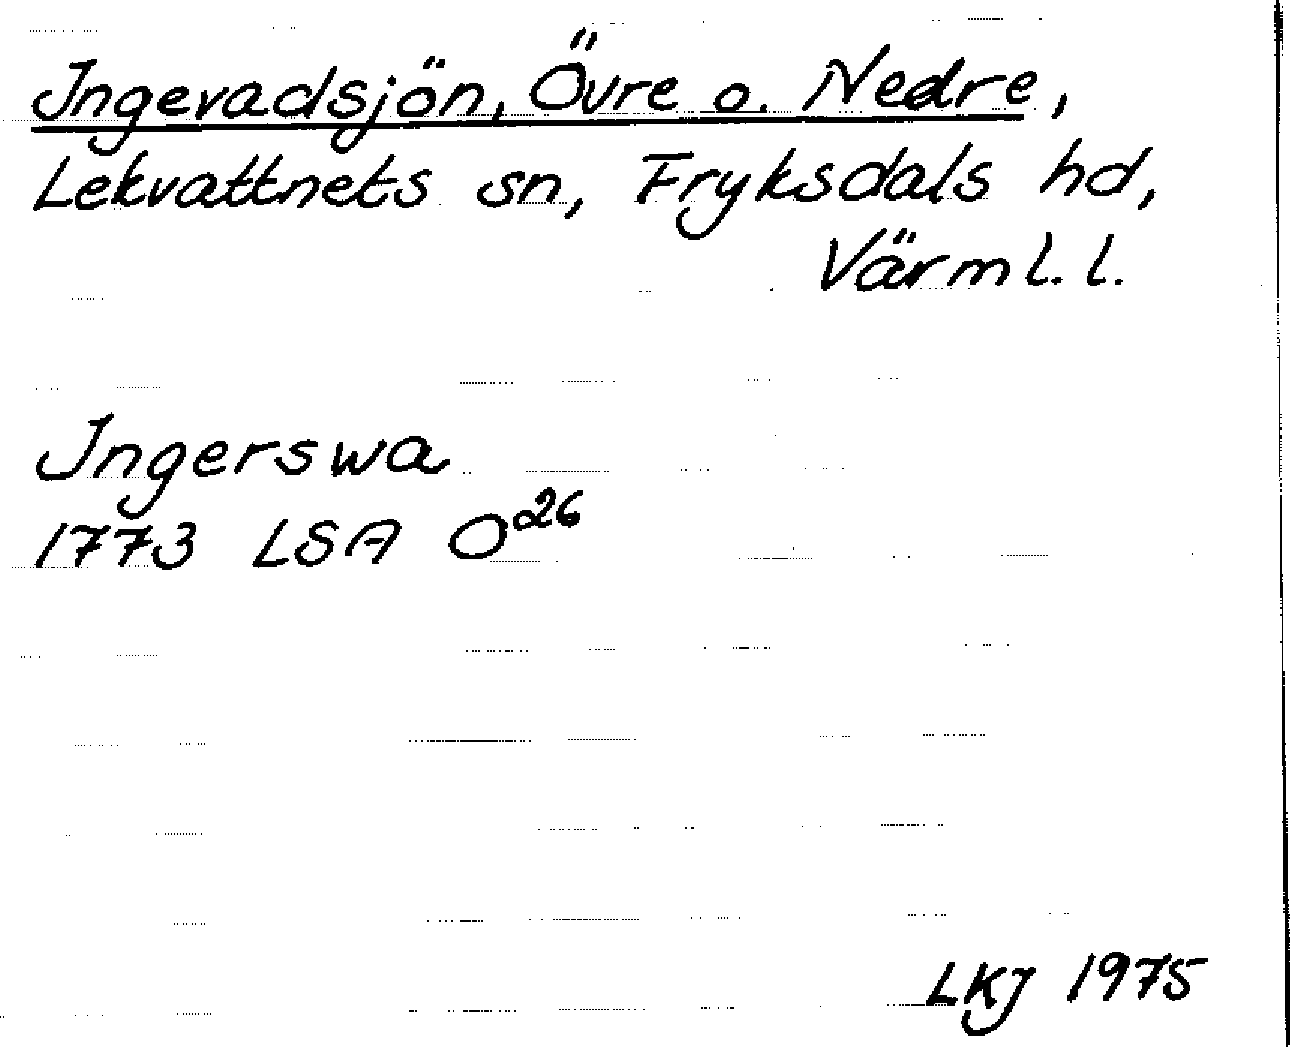 Ingevadsjön, Övre o. Nedre,
Lekvattnets sn, Fryksdals hd,
Värml. l.
Ingerswa
1773 LSA O26
LKJ 1975